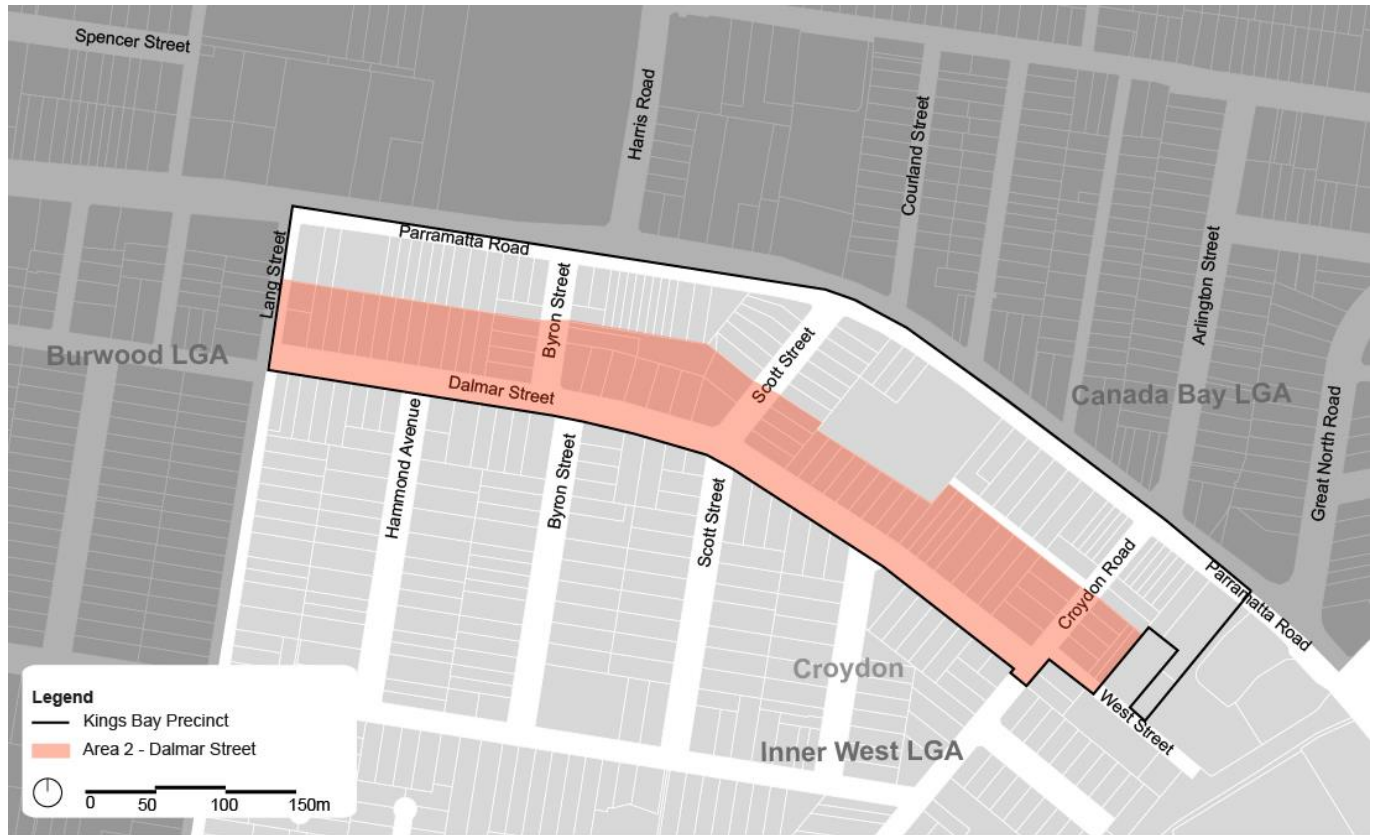 Spencer Street
Harris Road
Courland Street
Arlington Street
Great North Road
Lang Street
Parramatta Road
Byron Street
Scott Street
Burwood LGA
Dalmar Street
Canada Bay LGA
Hammond Avenue
Byron Street
Scott Street
Croydon Road
Parramatta Road
Croydon
West Street
Inner West LGA
Legend
Kings Bay Precinct
Area 2 - Dalmar Street
0 50 100 150m